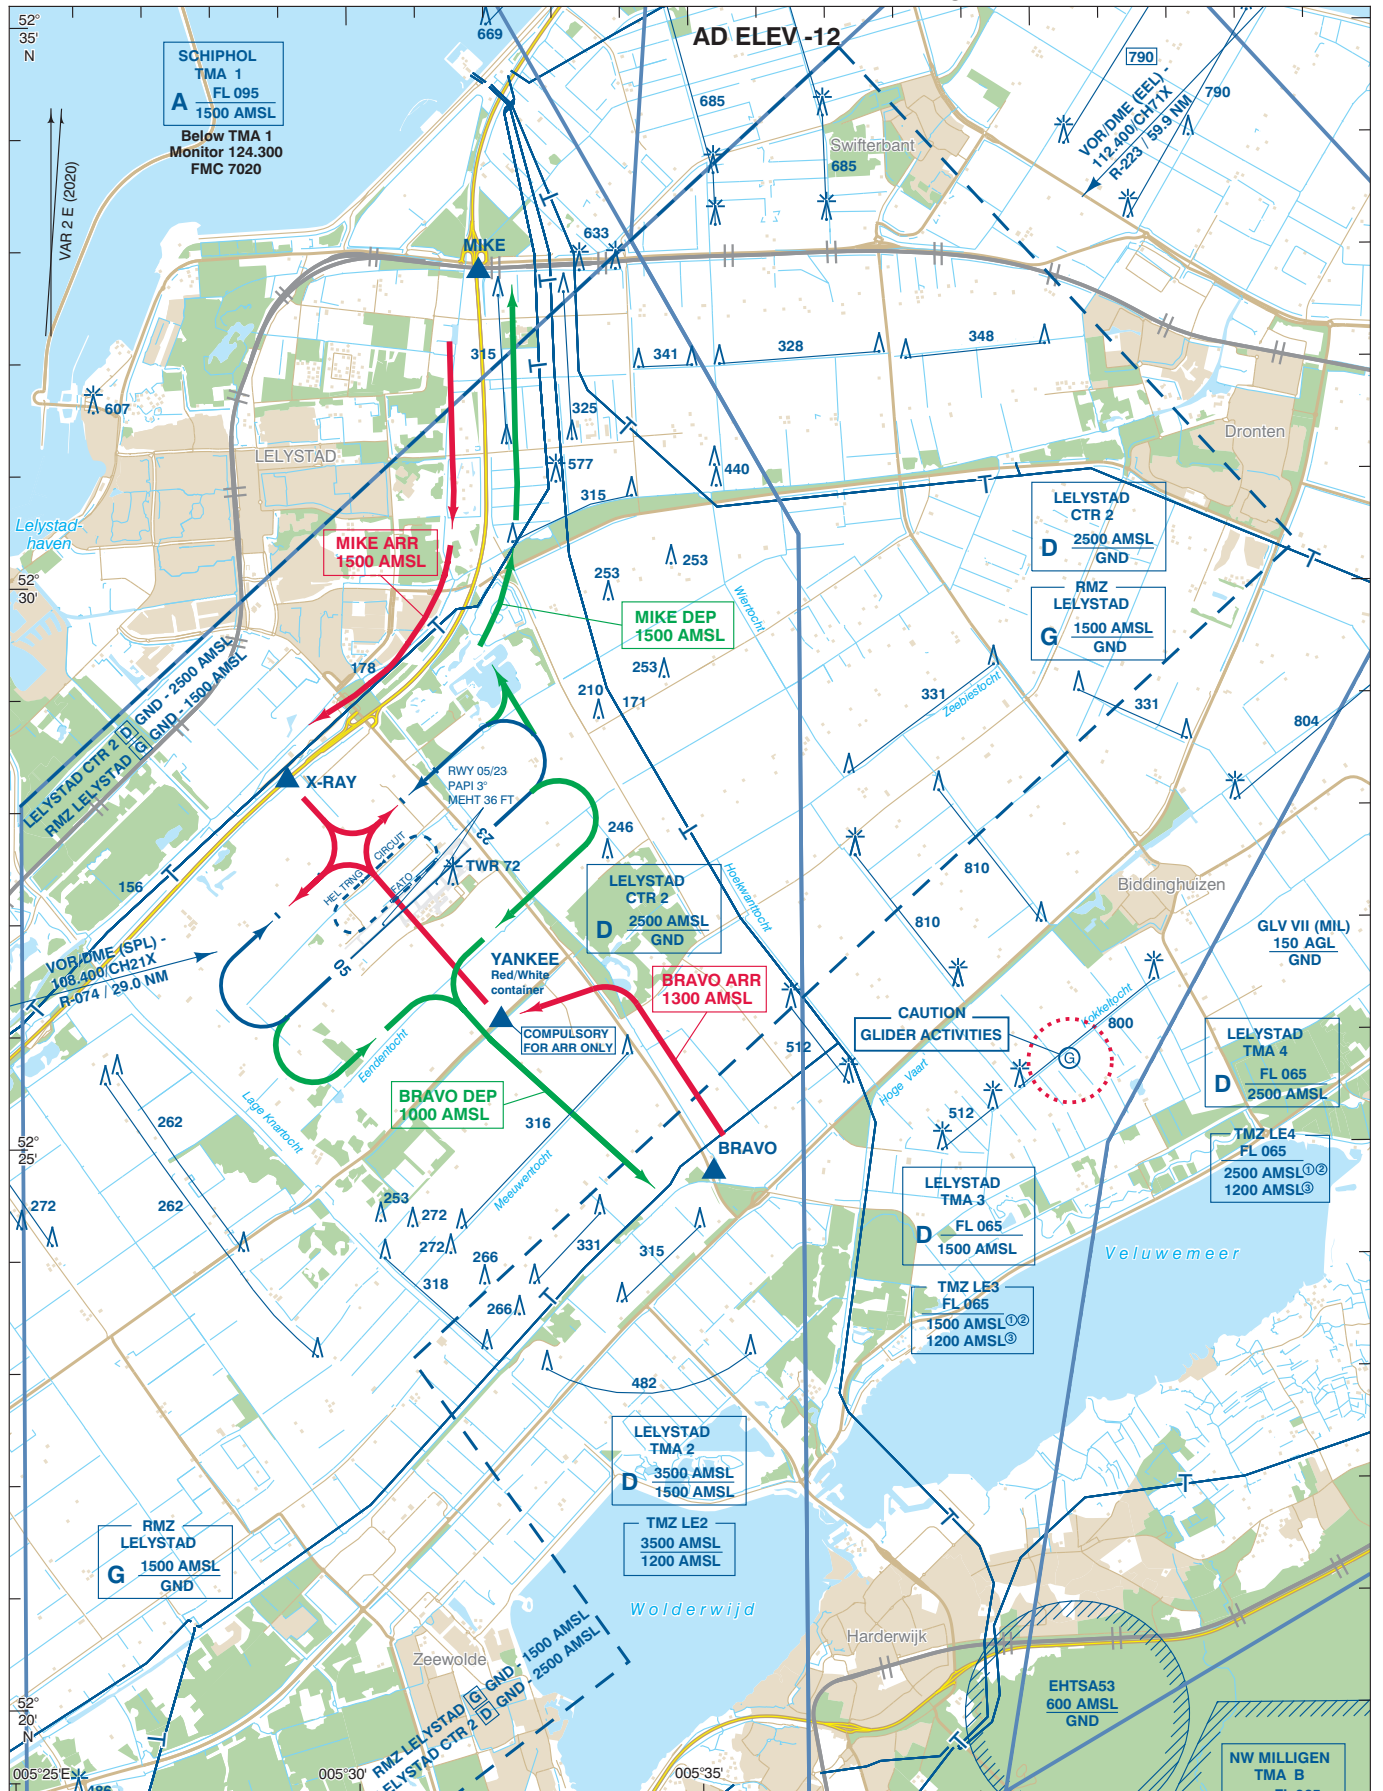 52°
35'
N
669
AD ELEV -12
SCHIPHOL
TMA 1
A FL 095
1500 AMSL
Below TMA 1
Monitor 124.300
FMC 7020
VAR 2 E (2020)
685
790
790
VOR/DME (EEL) -
112.400/CH71X
R-223 / 59.9 NM
Swifterbant
685
633
MIKE
315
341
328
348
607
325
LELYSTAD
577
440
315
Dronten
Lelystad-
haven
MIKE ARR
1500 AMSL
LELYSTAD
CTR 2
D 2500 AMSL
GND
253
253
52°
30'
RMZ
LELYSTAD
G 1500 AMSL
GND
MIKE DEP
1500 AMSL
Wiertocht
178
253
210
171
331
Zeebiestocht
331
804
LELYSTAD CTR 2 D GND - 2500 AMSL
RMZ LELYSTAD G GND - 1500 AMSL
X-RAY
RWY 05/23
PAPI 3°
MEHT 36 FT
23
HEL TRNG CIRCUIT
FATO
TWR 72
246
156
810
810
Biddinghuizen
LELYSTAD
CTR 2
D 2500 AMSL
GND
Hoekwanttocht
VOR/DME (SPL) -
108.400/CH21X
R-074 / 29.0 NM
05
YANKEE
Red/White
container
COMPULSORY
FOR ARR ONLY
BRAVO ARR
1300 AMSL
GLV VII (MIL)
150 AGL
GND
CAUTION
GLIDER ACTIVITIES
G
Kokkeltocht
800
512
LELYSTAD
TMA 4
D FL 065
2500 AMSL
Eendentocht
BRAVO DEP
1000 AMSL
Hoge Vaart
512
262
Lage Knartocht
316
52°
25'
BRAVO
TMZ LE4
FL 065
2500 AMSL①②
1200 AMSL③
LELYSTAD
TMA 3
D FL 065
1500 AMSL
Meeuwentocht
272
262
253
272
272
266
318
266
331
315
Veluwemeer
TMZ LE3
FL 065
1500 AMSL①②
1200 AMSL③
482
LELYSTAD
TMA 2
D 3500 AMSL
1500 AMSL
TMZ LE2
3500 AMSL
1200 AMSL
RMZ
LELYSTAD
G 1500 AMSL
GND
Wolderwijd
Harderwijk
Zeewolde
RMZ LELYSTAD G GND - 1500 AMSL
ELYSTAD CTR 2 D GND - 2500 AMSL
EHTSA53
600 AMSL
GND
52°
20'
N
005°25'E
005°30'
005°35'
486
NW MILLIGEN
TMA B